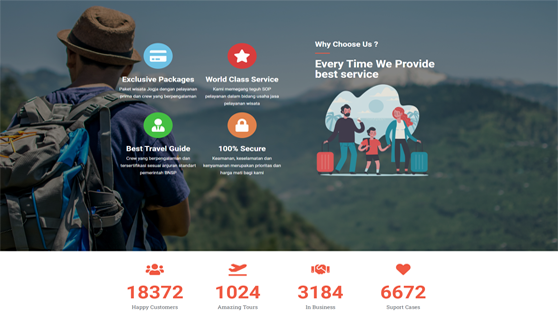 Why Choose Us ?
Every Time We Provide
best service
Exclusive Packages
Paket wisata Jogja dengan pelayanan
prima dan crew yang berpengalaman
World Class Service
Kami memegang teguh SOP
pelayanan dalam bidang usaha jasa
pelayanan wisata
Best Travel Guide
Crew yang berpengalaman dan
tersertifikasi sesuai anjuran standart
pemerintah BNSP
100% Secure
Keamanan, keselamatan dan
kenyamanan merupakan prioritas dan
harga mati bagi kami
18372
Happy Customers
1024
Amazing Tours
3184
In Business
6672
Suport Cases